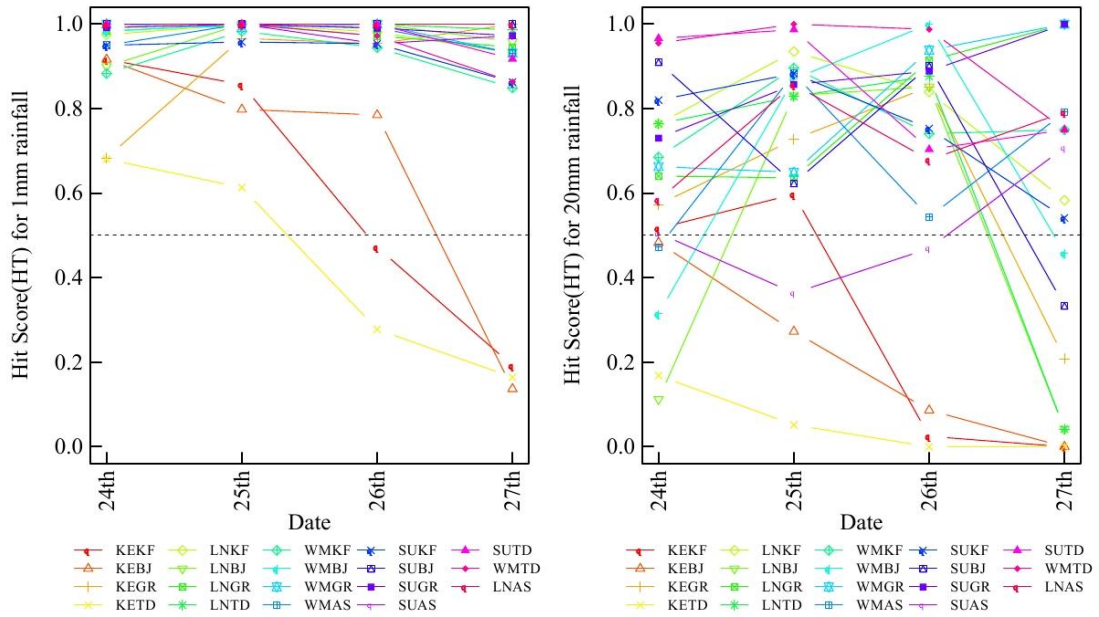 Hit Score(HT) for 1mm rainfall
1.0
0.8
0.6
0.4
0.2
0.0
24th 25th 26th 27th
Date
KEKF LNKF WMKF SUKF SUTD
KEBJ LNBJ WMBJ SUBJ WMTD
KEGR LNGR WMGR SUGR LNAS
KETD LNTD WMAS SUAS
Hit Score(HT) for 20mm rainfall
1.0
0.8
0.6
0.4
0.2
0.0
24th 25th 26th 27th
Date
KEKF LNKF WMKF SUKF SUTD
KEBJ LNBJ WMBJ SUBJ WMTD
KEGR LNGR WMGR SUGR LNAS
KETD LNTD WMAS SUAS